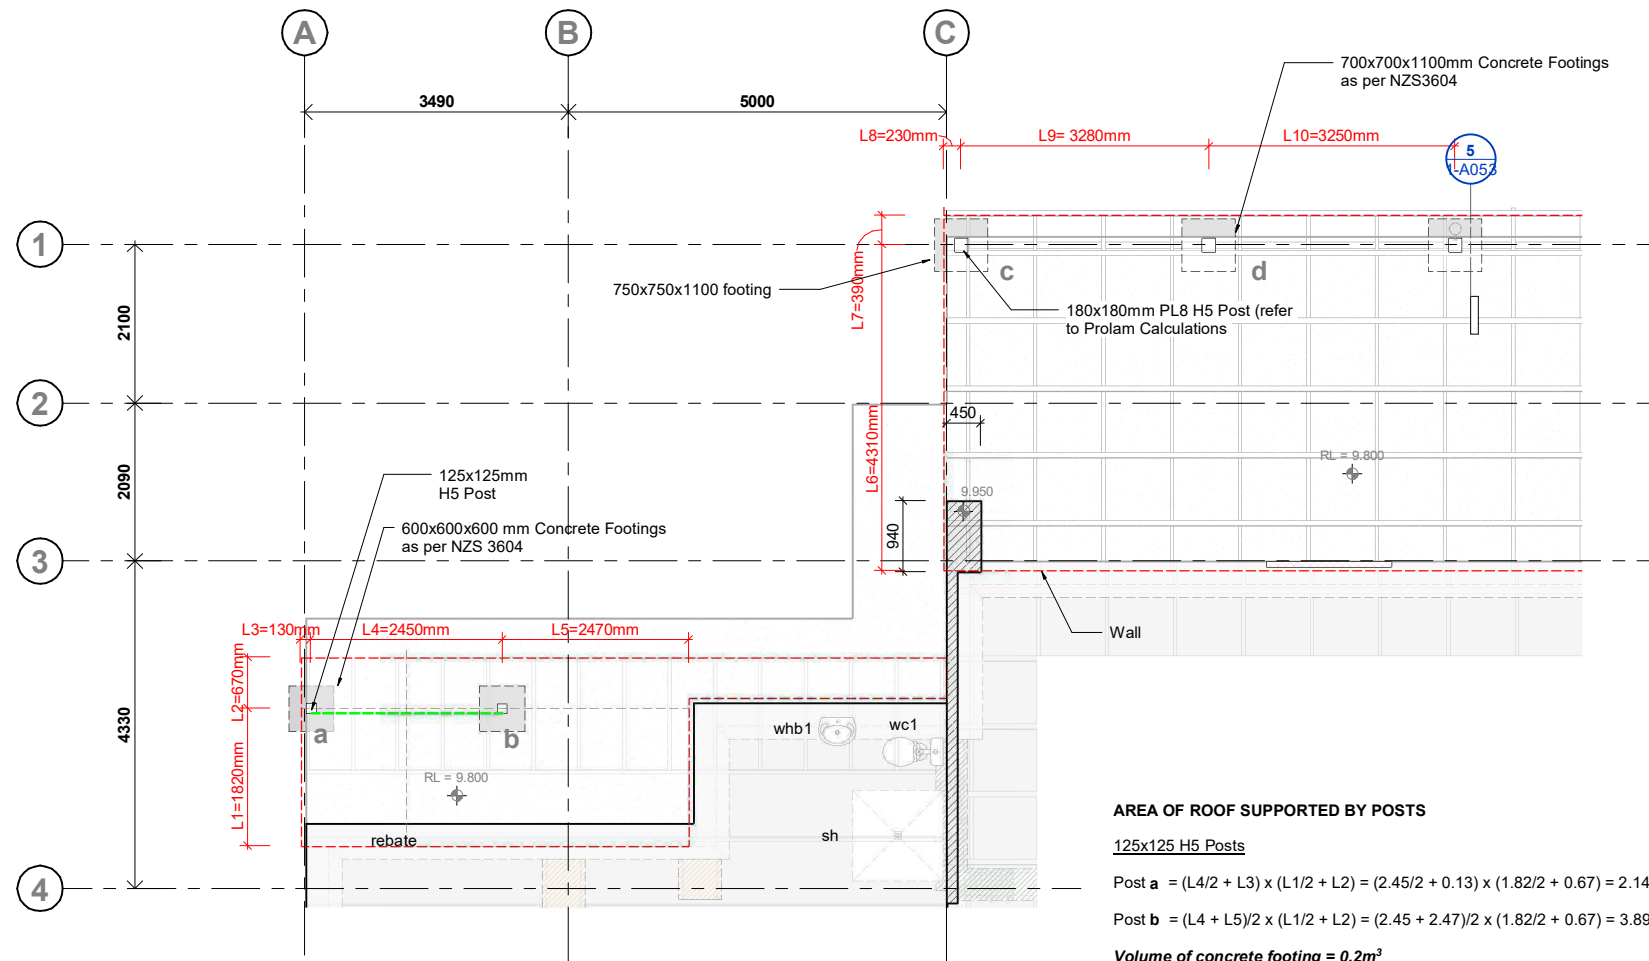 A
B
C
3490
5000
700x700x1100mm Concrete Footings
as per NZS3604
L8=230mm
L9= 3280mm
L10=3250mm
5
1-A053
1
c
d
750x750x1100 footing
L7=390mm
180x180mm PL8 H5 Post (refer
to Prolam Calculations
2100
2
450
L6=4310mm
RL = 9.800
125x125mm
H5 Post
9.950
2090
600x600x600 mm Concrete Footings
as per NZS 3604
940
3
L3=130mm
L4=2450mm
L5=2470mm
Wall
L2=670mm
4330
a
b
whb1
wc1
RL = 9.800
L1=1820mm
rebate
sh
4
AREA OF ROOF SUPPORTED BY POSTS
125x125 H5 Posts
Post a = (L4/2 + L3) x (L1/2 + L2) = (2.45/2 + 0.13) x (1.82/2 + 0.67) = 2.14
Post b = (L4 + L5)/2 x (L1/2 + L2) = (2.45 + 2.47)/2 x (1.82/2 + 0.67) = 3.89
Volume of concrete footing = 0.2m³